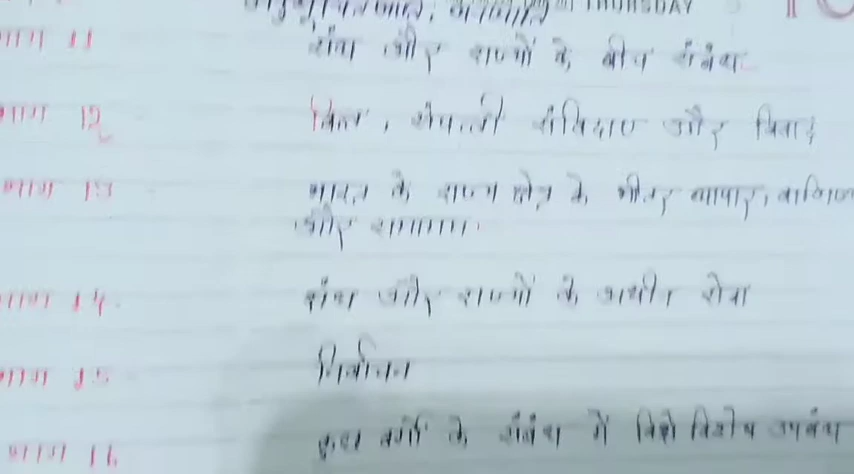 THURSDAY
भाग 11 संघ और राज्यों के बीच संबंध
भाग 12 वित्त, संपत्ती संविदाए और विवाद
भाग 13 भारत के राज्य क्षेत्र के भीतर व्यापार, वाणिज्य
और समागम
भाग 14 संघ और राज्यों के अधीन सेवा
भाग 15 निर्वाचन
भाग 16 कुछ वर्गों के संबंध में विशे विशेष उपबंध